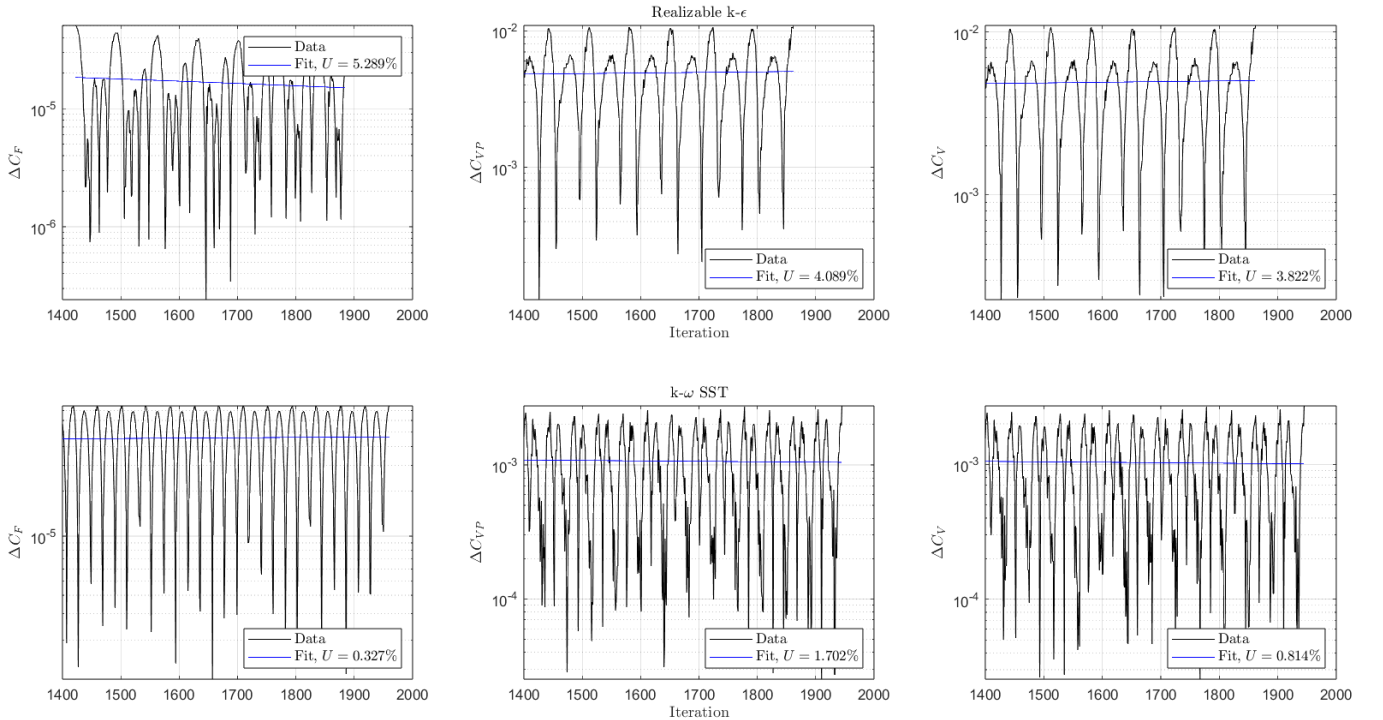 Realizable k-ϵ
ΔC_F
10^-5
10^-6
1400 1500 1600 1700 1800 1900 2000
Data
Fit, U = 5.289%
ΔC_VP
10^-2
10^-3
1400 1500 1600 1700 1800 1900 2000
Iteration
Data
Fit, U = 4.089%
ΔC_V
10^-2
10^-3
1400 1500 1600 1700 1800 1900 2000
Data
Fit, U = 3.822%
k-ω SST
ΔC_F
10^-5
1400 1500 1600 1700 1800 1900 2000
Data
Fit, U = 0.327%
ΔC_VP
10^-3
10^-4
1400 1500 1600 1700 1800 1900 2000
Iteration
Data
Fit, U = 1.702%
ΔC_V
10^-3
10^-4
1400 1500 1600 1700 1800 1900 2000
Data
Fit, U = 0.814%